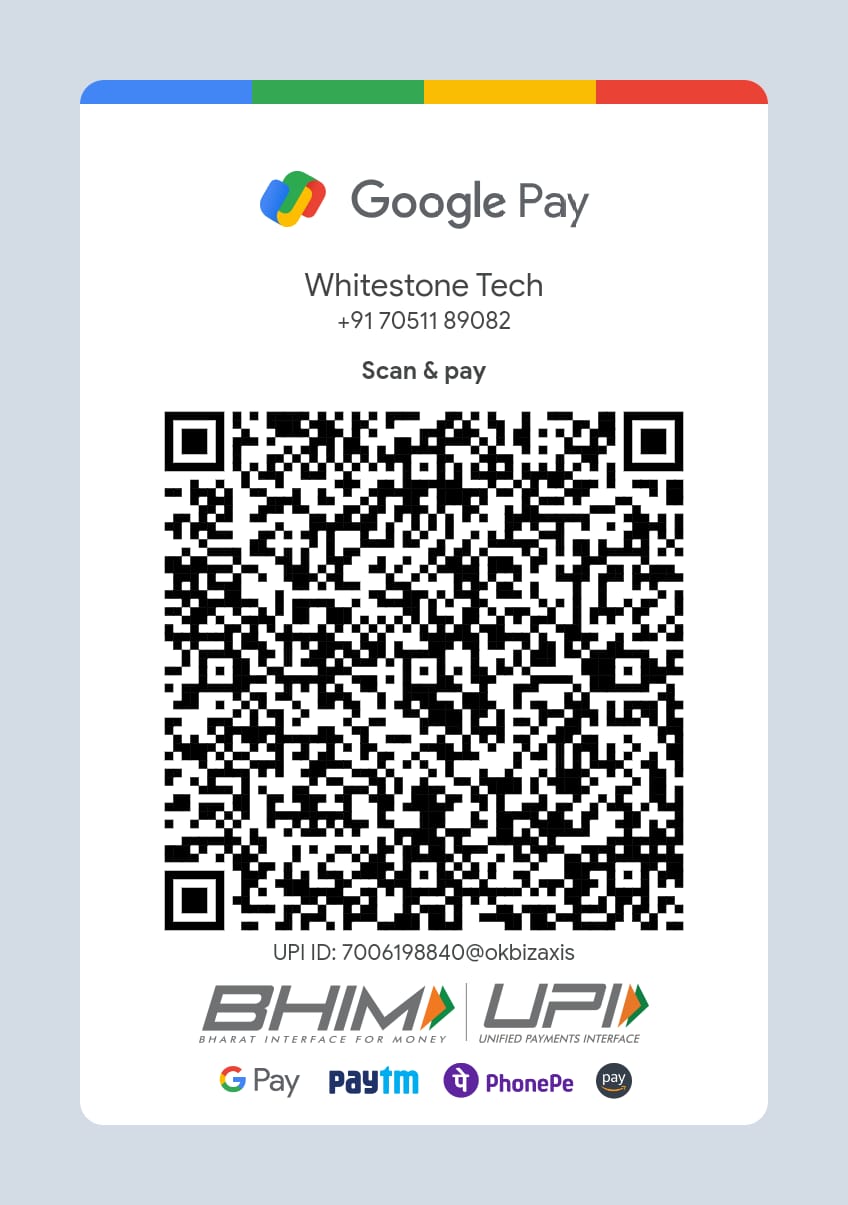 Google Pay
Whitestone Tech
+91 70511 89082
Scan & pay
UPI ID: 7006198840@okbizaxis
BHIM UPI
BHARAT INTERFACE FOR MONEY UNIFIED PAYMENTS INTERFACE
G Pay paytm पे PhonePe pay